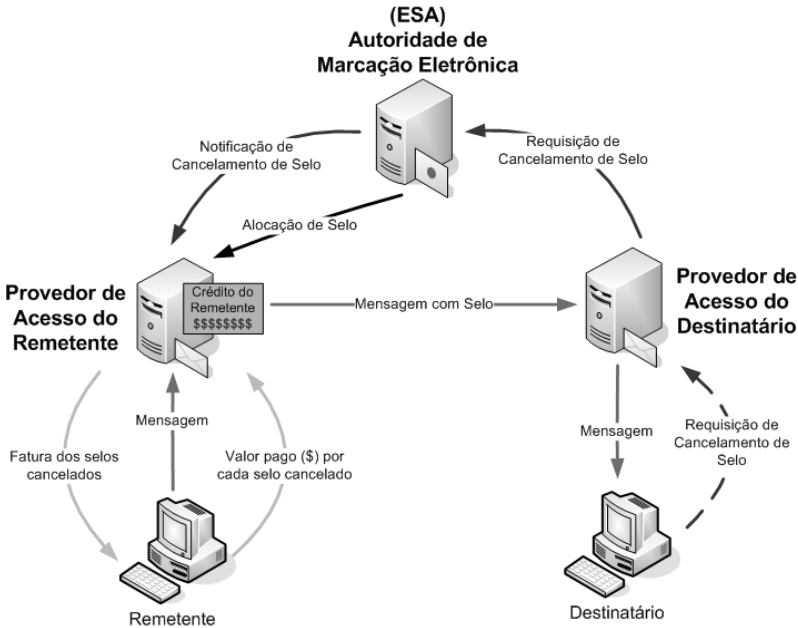 (ESA)
Autoridade de
Marcação Eletrônica
Notificação de
Cancelamento de Selo
Requisição de
Cancelamento de Selo
Alocação de Selo
Provedor de
Acesso do
Remetente
Crédito do
Remetente
$$$$$$$$
Mensagem com Selo
Provedor de
Acesso do
Destinatário
Mensagem
Fatura dos selos
cancelados
Valor pago ($) por
cada selo cancelado
Mensagem
Requisição de
Cancelamento de
Selo
Remetente
Destinatário